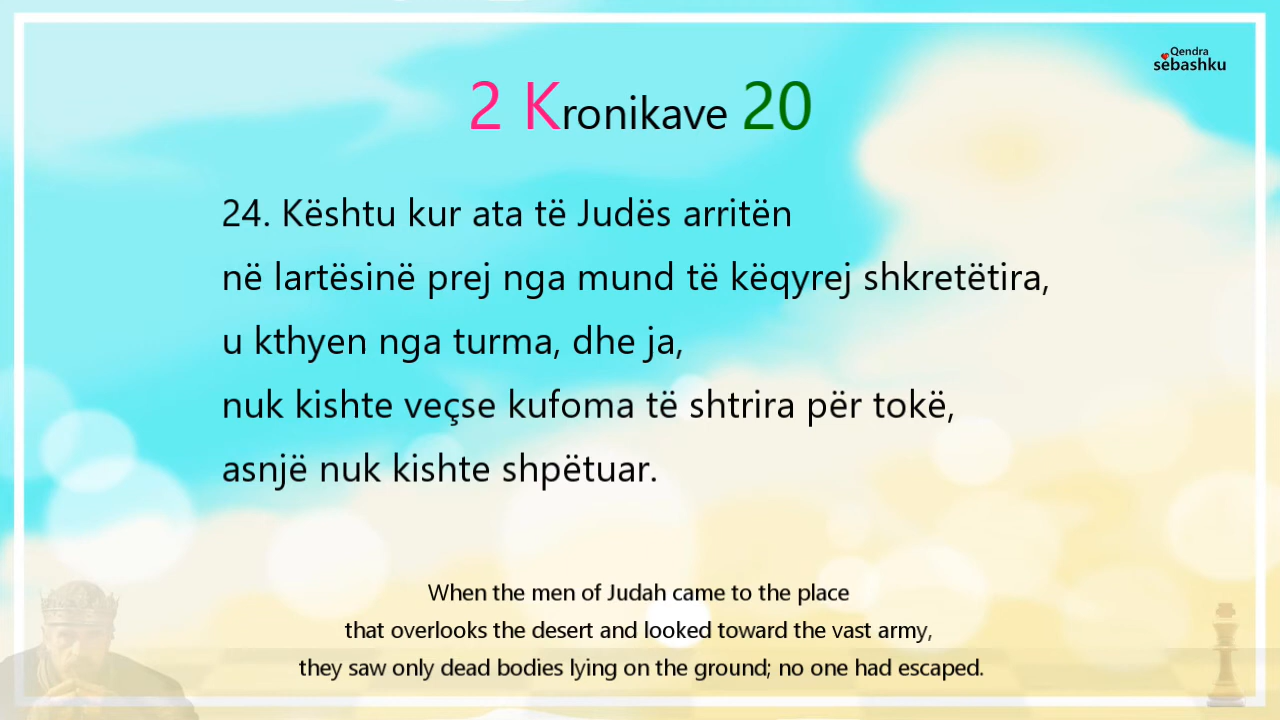 Qendra
sëbashku
2 Kronikave 20
24. Kështu kur ata të Judës arritën
në lartësinë prej nga mund të këqyrej shkretëtira,
u kthyen nga turma, dhe ja,
nuk kishte veçse kufoma të shtrira për tokë,
asnjë nuk kishte shpëtuar.
When the men of Judah came to the place
that overlooks the desert and looked toward the vast army,
they saw only dead bodies lying on the ground; no one had escaped.